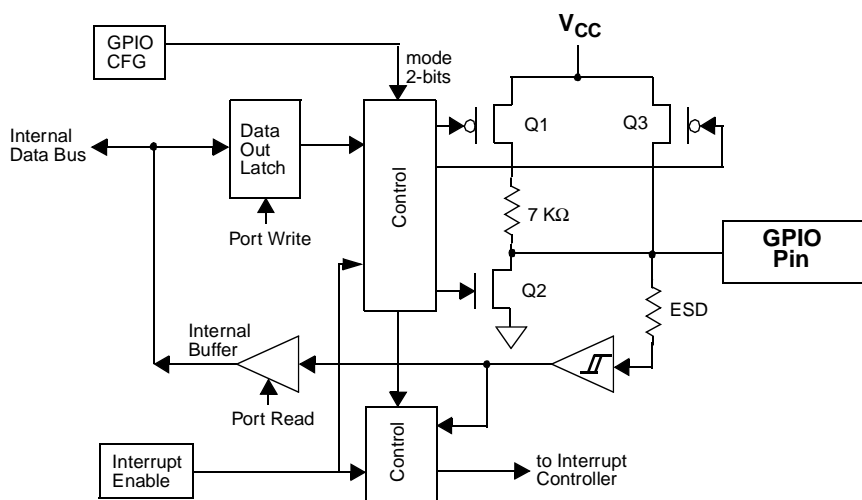 GPIO
CFG
mode
2-bits
VCC
Internal
Data Bus
Data
Out
Latch
Control
Q1
Q3
7 KΩ
Port Write
GPIO
Pin
Q2
ESD
Internal
Buffer
Port Read
Interrupt
Enable
Control
to Interrupt
Controller